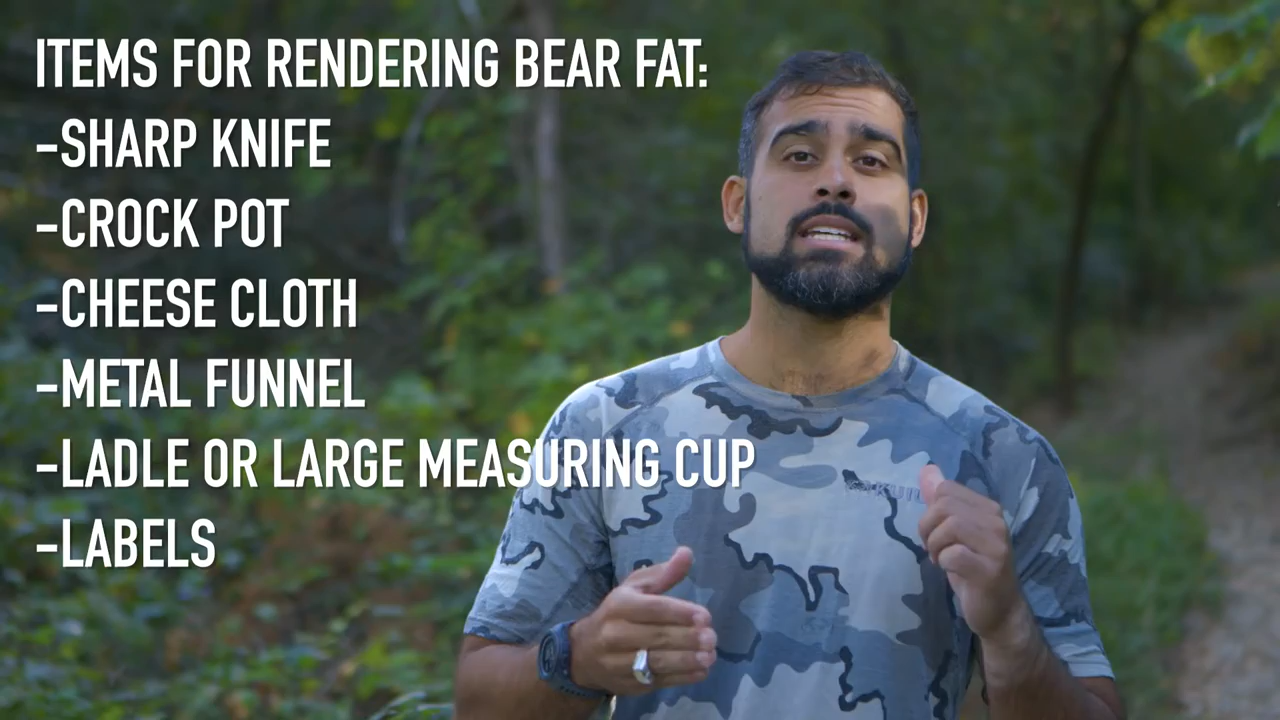 ITEMS FOR RENDERING BEAR FAT:
-SHARP KNIFE
-CROCK POT
-CHEESE CLOTH
-METAL FUNNEL
-LADLE OR LARGE MEASURING CUP
-LABELS